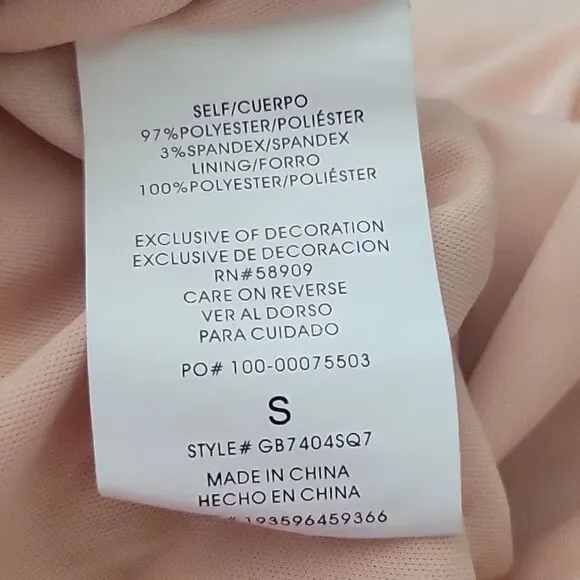 SELF/CUERPO
97%POLYESTER/POLIÉSTER
3%SPANDEX/SPANDEX
LINING/FORRO
100%POLYESTER/POLIÉSTER
EXCLUSIVE OF DECORATION
EXCLUSIVE DE DECORACION
RN#58909
CARE ON REVERSE
VER AL DORSO
PARA CUIDADO
PO# 100-00075503
S
STYLE# GB7404SQ7
MADE IN CHINA
HECHO EN CHINA
# 193596459366